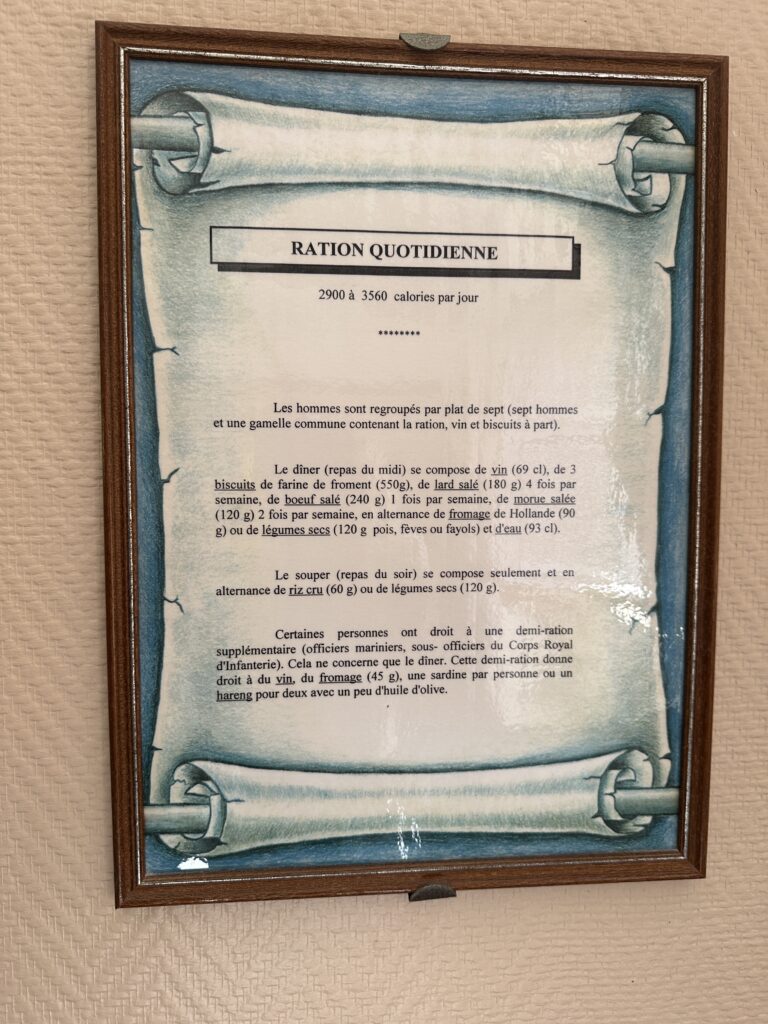 RATION QUOTIDIENNE
2900 à 3560 calories par jour
********
Les hommes sont regroupés par plat de sept (sept hommes
et une gamelle commune contenant la ration, vin et biscuits à part).
Le dîner (repas du midi) se compose de vin (69 cl), de 3
biscuits de farine de froment (550g), de lard salé (180 g) 4 fois par
semaine, de boeuf salé (240 g) 1 fois par semaine, de morue salée
(120 g) 2 fois par semaine, en alternance de fromage de Hollande (90
g) ou de légumes secs (120 g pois, fèves ou fayols) et d'eau (93 cl).
Le souper (repas du soir) se compose seulement et en
alternance de riz cru (60 g) ou de légumes secs (120 g).
Certaines personnes ont droit à une demi-ration
supplémentaire (officiers mariniers, sous- officiers du Corps Royal
d'Infanterie). Cela ne concerne que le dîner. Cette demi-ration donne
droit à du vin, du fromage (45 g), une sardine par personne ou un
hareng pour deux avec un peu d'huile d'olive.